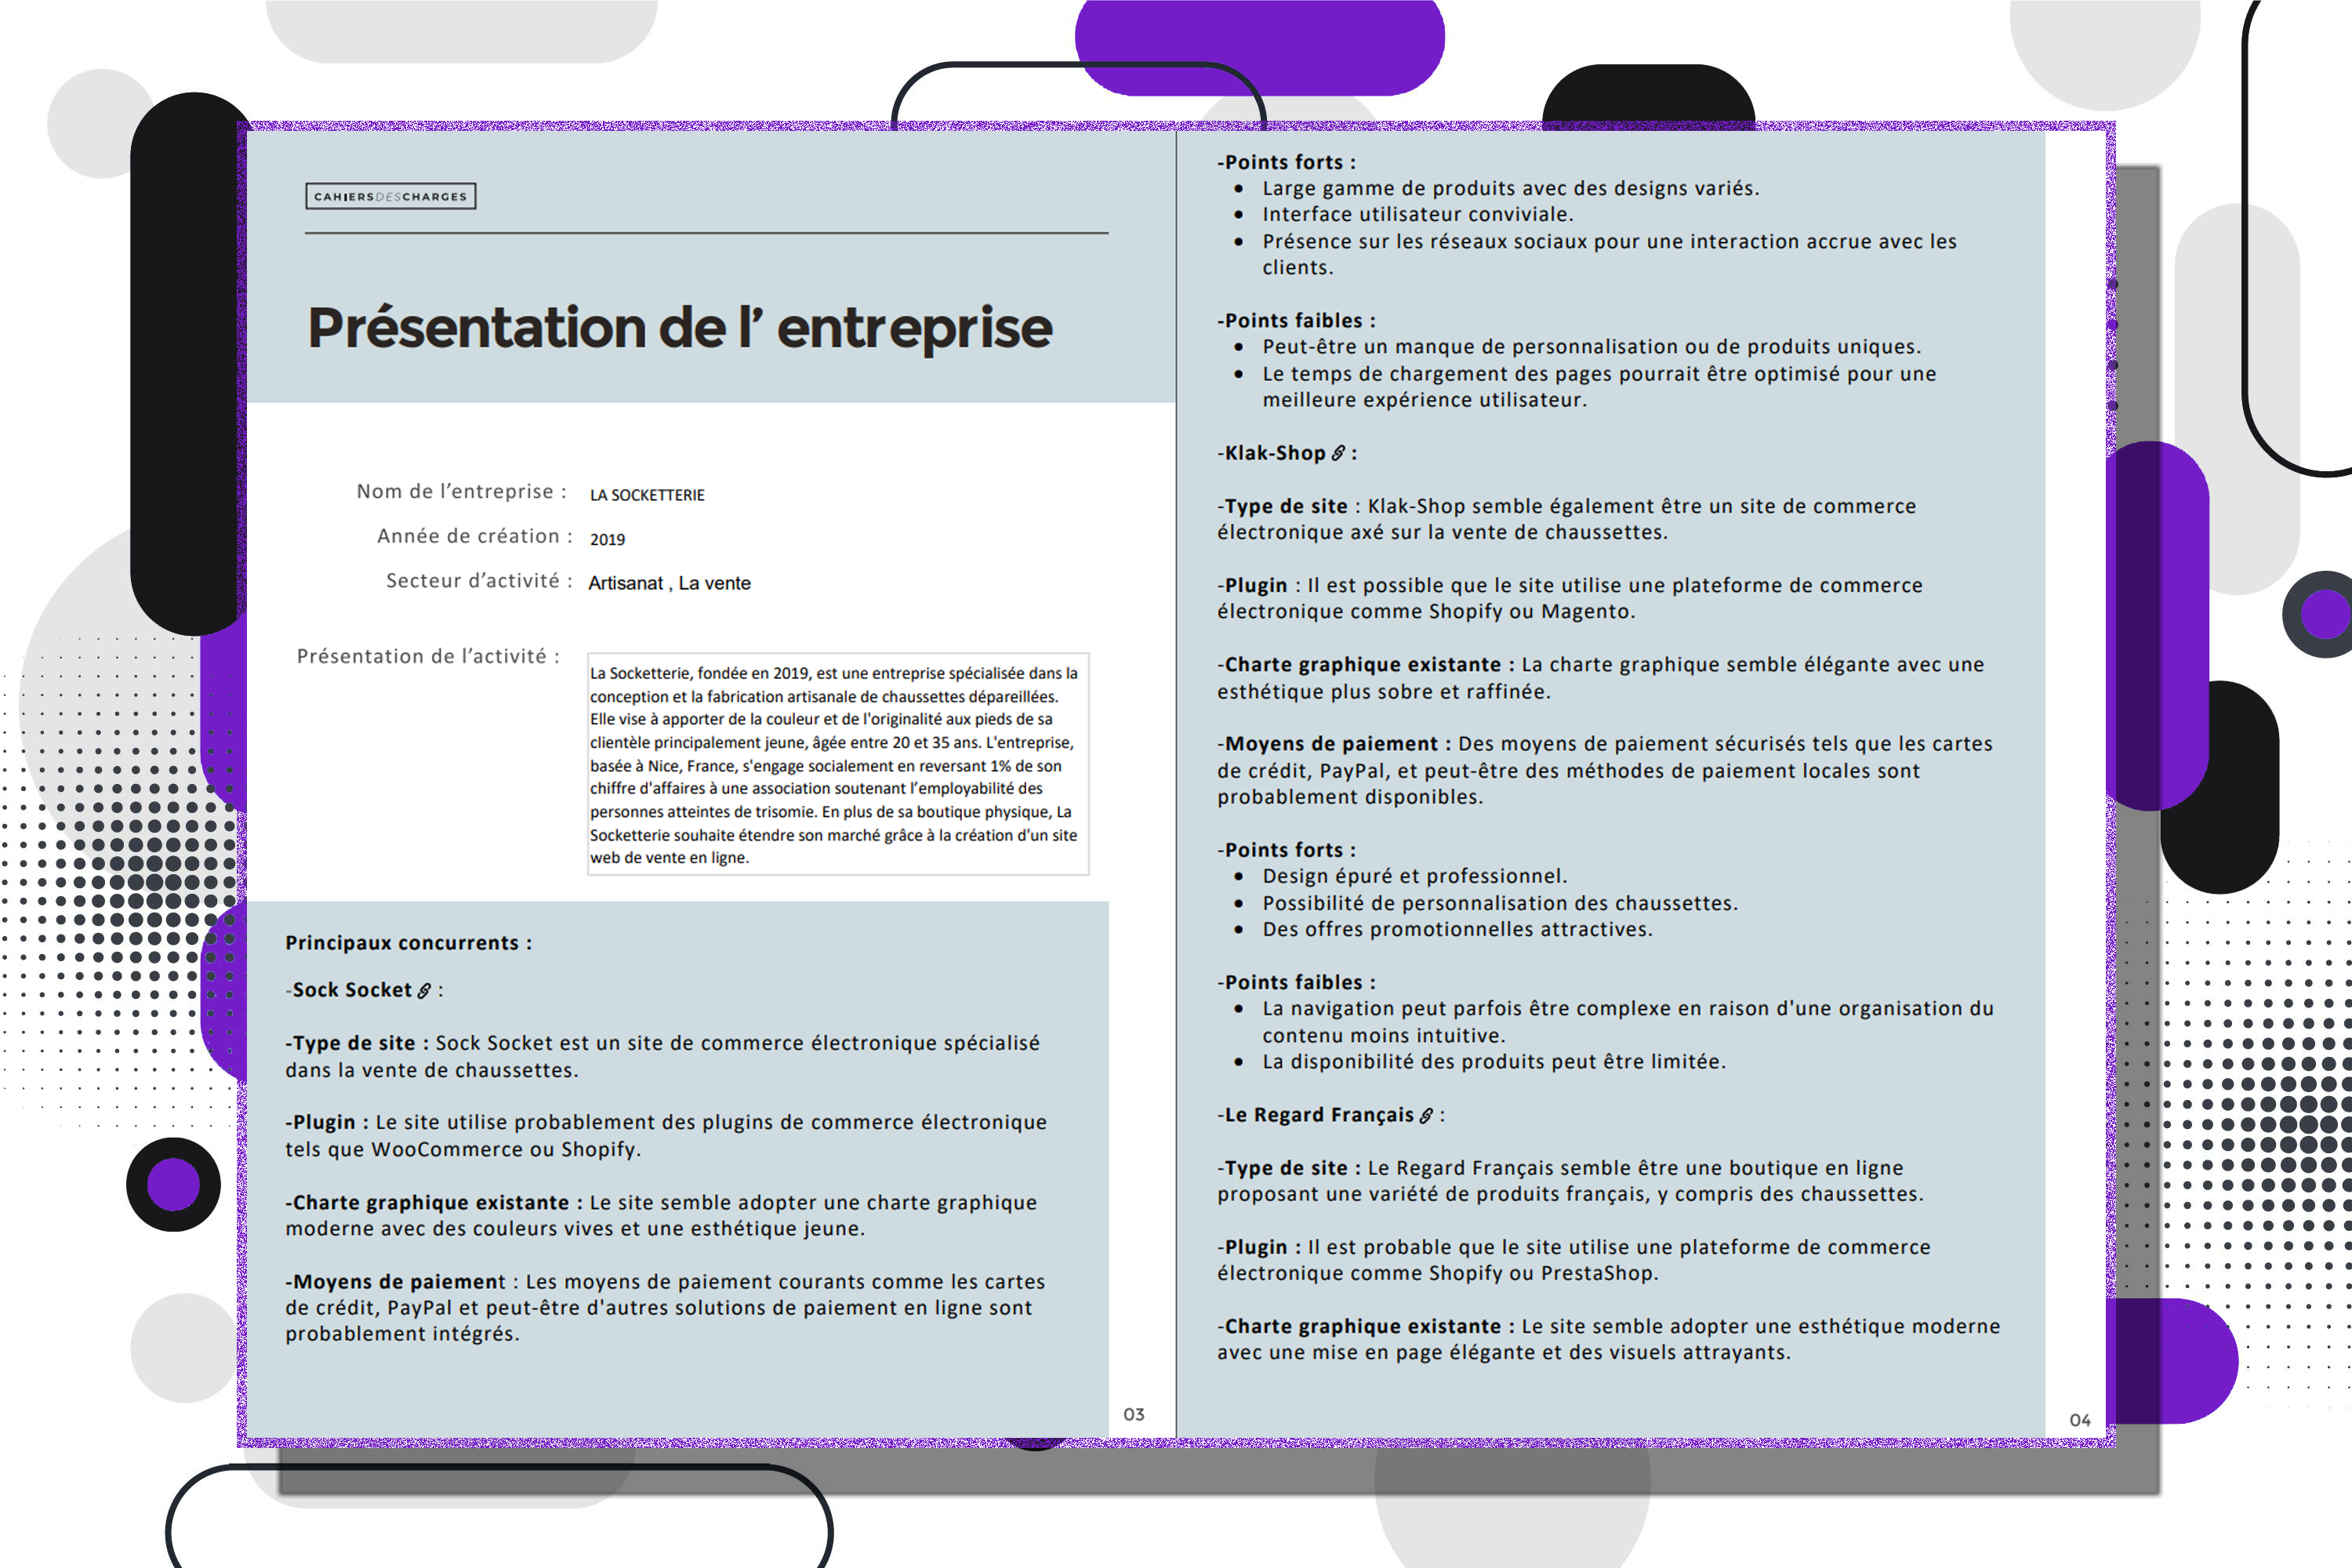 CAHIERSDESCHARGES
Présentation de l’ entreprise
Nom de l’entreprise : LA SOCKETTERIE
Année de création : 2019
Secteur d’activité : Artisanat , La vente
Présentation de l’activité :
La Socketterie, fondée en 2019, est une entreprise spécialisée dans la
conception et la fabrication artisanale de chaussettes dépareillées.
Elle vise à apporter de la couleur et de l'originalité aux pieds de sa
clientèle principalement jeune, âgée entre 20 et 35 ans. L'entreprise,
basée à Nice, France, s'engage socialement en reversant 1% de son
chiffre d'affaires à une association soutenant l’employabilité des
personnes atteintes de trisomie. En plus de sa boutique physique, La
Socketterie souhaite étendre son marché grâce à la création d'un site
web de vente en ligne.
Principaux concurrents :
-Sock Socket :
-Type de site : Sock Socket est un site de commerce électronique spécialisé
dans la vente de chaussettes.
-Plugin : Le site utilise probablement des plugins de commerce électronique
tels que WooCommerce ou Shopify.
-Charte graphique existante : Le site semble adopter une charte graphique
moderne avec des couleurs vives et une esthétique jeune.
-Moyens de paiement : Les moyens de paiement courants comme les cartes
de crédit, PayPal et peut-être d'autres solutions de paiement en ligne sont
probablement intégrés.
03
-Points forts :
• Large gamme de produits avec des designs variés.
• Interface utilisateur conviviale.
• Présence sur les réseaux sociaux pour une interaction accrue avec les
clients.
-Points faibles :
• Peut-être un manque de personnalisation ou de produits uniques.
• Le temps de chargement des pages pourrait être optimisé pour une
meilleure expérience utilisateur.
-Klak-Shop :
-Type de site : Klak-Shop semble également être un site de commerce
électronique axé sur la vente de chaussettes.
-Plugin : Il est possible que le site utilise une plateforme de commerce
électronique comme Shopify ou Magento.
-Charte graphique existante : La charte graphique semble élégante avec une
esthétique plus sobre et raffinée.
-Moyens de paiement : Des moyens de paiement sécurisés tels que les cartes
de crédit, PayPal, et peut-être des méthodes de paiement locales sont
probablement disponibles.
-Points forts :
• Design épuré et professionnel.
• Possibilité de personnalisation des chaussettes.
• Des offres promotionnelles attractives.
-Points faibles :
• La navigation peut parfois être complexe en raison d'une organisation du
contenu moins intuitive.
• La disponibilité des produits peut être limitée.
-Le Regard Français :
-Type de site : Le Regard Français semble être une boutique en ligne
proposant une variété de produits français, y compris des chaussettes.
-Plugin : Il est probable que le site utilise une plateforme de commerce
électronique comme Shopify ou PrestaShop.
-Charte graphique existante : Le site semble adopter une esthétique moderne
avec une mise en page élégante et des visuels attrayants.
04